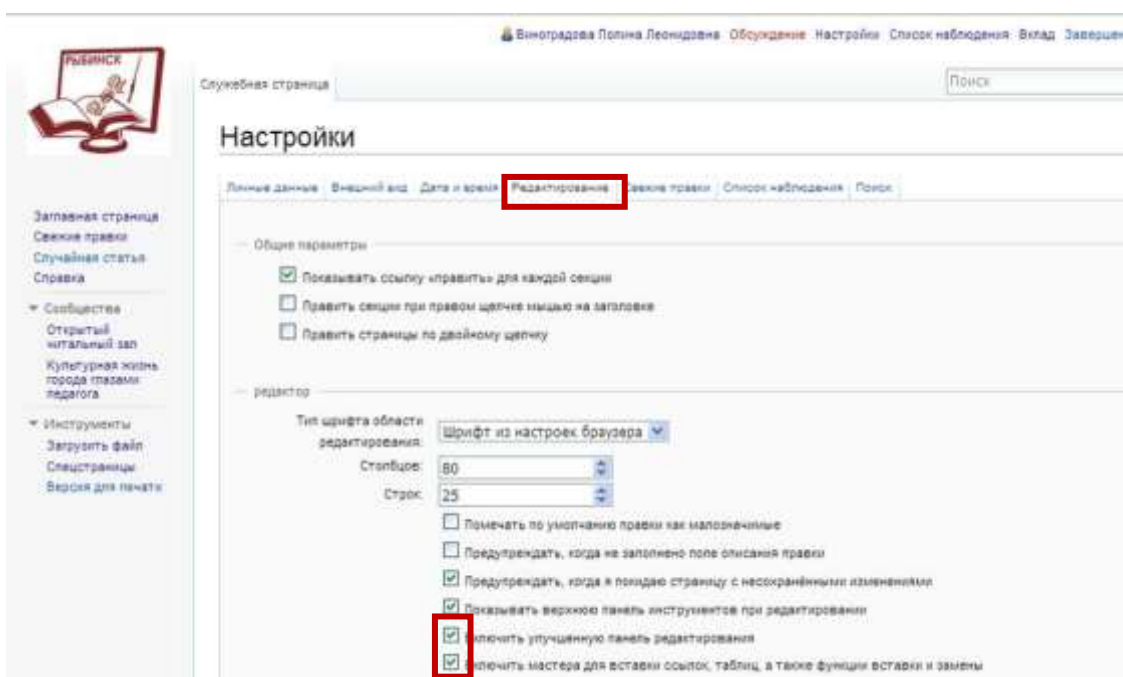 Виноградова Полина Леонидовна Обсуждение Настройки Список наблюдения Вклад Завершен
РЫБИНСК
Служебная страница
Поиск
Настройки
Личные данные Внешний вид Дата и время Редактирование Свежие правки Список наблюдения Поиск
Заглавная страница
Свежие правки
Случайная статья
Справка
Сообщества
Открытый
читальный зал
Культурная жизнь
города глазами
педагога
Инструменты
Загрузить файл
Спецстраницы
Версия для печати
Общие параметры
Показывать ссылку «править» для каждой секции
Править секции при правом щелчке мышью на заголовке
Править страницы по двойному щелчку
редактор
Тип шрифта области
редактирования:
Шрифт из настроек браузера
Столбцов: 80
Строк: 25
Помечать по умолчанию правки как малозначимые
Предупреждать, когда не заполнено поле описания правки
Предупреждать, когда я покидаю страницу с несохранёнными изменениями
Показывать верхнюю панель инструментов при редактировании
Включить улучшенную панель редактирования
Включить мастера для вставки ссылок, таблиц, а также функции вставки и замены